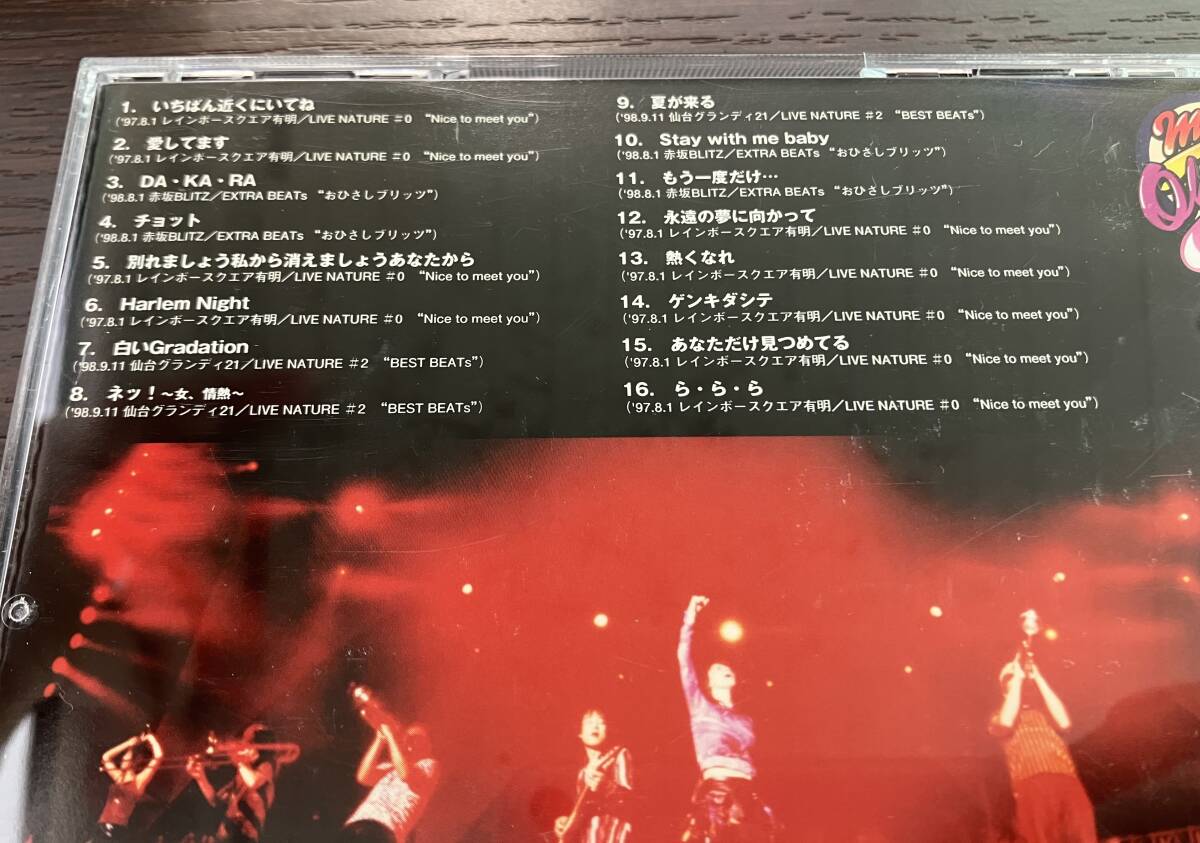 1. いちばん近くにいてね
('97.8.1 レインボースクエア有明／LIVE NATURE #0 “Nice to meet you”)
2. 愛してます
('97.8.1 レインボースクエア有明／LIVE NATURE #0 “Nice to meet you”)
3. DA・KA・RA
('98.8.1 赤坂BLITZ／EXTRA BEATs “おひさしブリッツ”)
4. チョット
('98.8.1 赤坂BLITZ／EXTRA BEATs “おひさしブリッツ”)
5. 別れましょう私から消えましょうあなたから
('97.8.1 レインボースクエア有明／LIVE NATURE #0 “Nice to meet you”)
6. Harlem Night
('97.8.1 レインボースクエア有明／LIVE NATURE #0 “Nice to meet you”)
7. 白いGradation
('98.9.11 仙台グランディ21／LIVE NATURE #2 “BEST BEATs”)
8. ネッ！〜女、情熱〜
('98.9.11 仙台グランディ21／LIVE NATURE #2 “BEST BEATs”)
9. 夏が来る
('98.9.11 仙台グランディ21／LIVE NATURE #2 “BEST BEATs”)
10. Stay with me baby
('98.8.1 赤坂BLITZ／EXTRA BEATs “おひさしブリッツ”)
11. もう一度だけ…
('98.8.1 赤坂BLITZ／EXTRA BEATs “おひさしブリッツ”)
12. 永遠の夢に向かって
('97.8.1 レインボースクエア有明／LIVE NATURE #0 “Nice to meet you”)
13. 熱くなれ
('97.8.1 レインボースクエア有明／LIVE NATURE #0 “Nice to meet you”)
14. ゲンキダシテ
('97.8.1 レインボースクエア有明／LIVE NATURE #0 “Nice to meet you”)
15. あなただけ見つめてる
('97.8.1 レインボースクエア有明／LIVE NATURE #0 “Nice to meet you”)
16. ら・ら・ら
('97.8.1 レインボースクエア有明／LIVE NATURE #0 “Nice to meet you”)